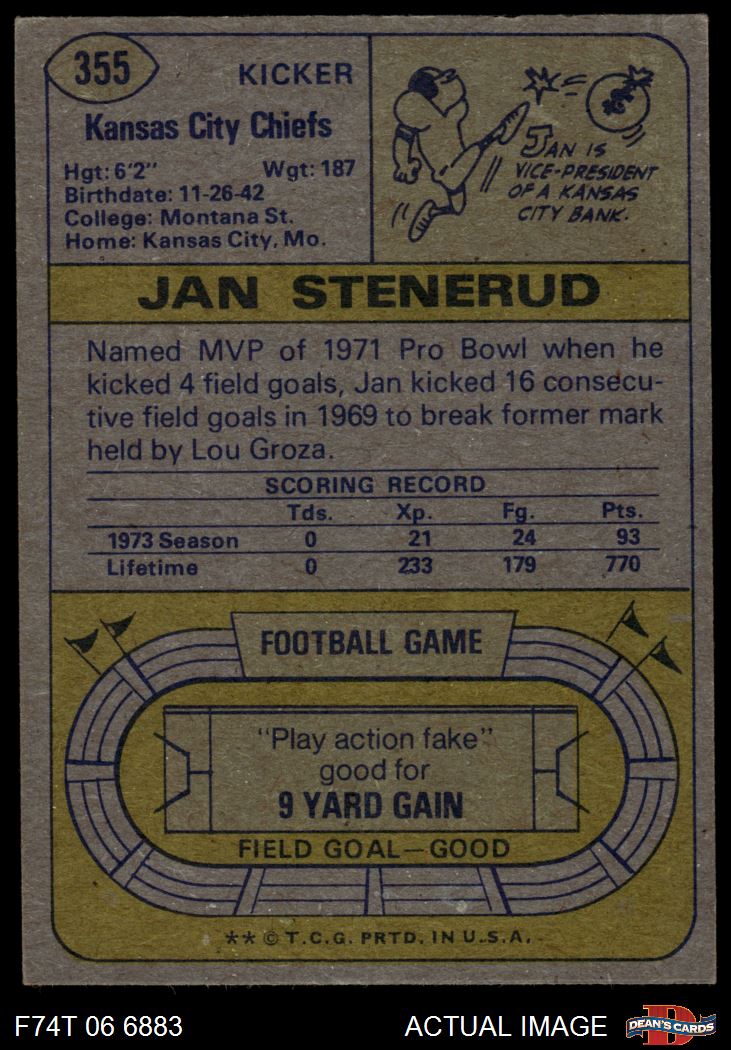 355
KICKER
Kansas City Chiefs
Hgt: 6'2" Wgt: 187
Birthdate: 11-26-42
College: Montana St.
Home: Kansas City, Mo.
JAN IS
VICE-PRESIDENT
OF A KANSAS
CITY BANK.
JAN STENERUD
Named MVP of 1971 Pro Bowl when he
kicked 4 field goals, Jan kicked 16 consecu-
tive field goals in 1969 to break former mark
held by Lou Groza.
SCORING RECORD
Tds. Xp. Fg. Pts.
1973 Season 0 21 24 93
Lifetime 0 233 179 770
FOOTBALL GAME
"Play action fake"
good for
9 YARD GAIN
FIELD GOAL—GOOD
** © T.C.G. PRTD. IN U.S.A.
F74T 06 6883 ACTUAL IMAGE
D
DEAN'S CARDS